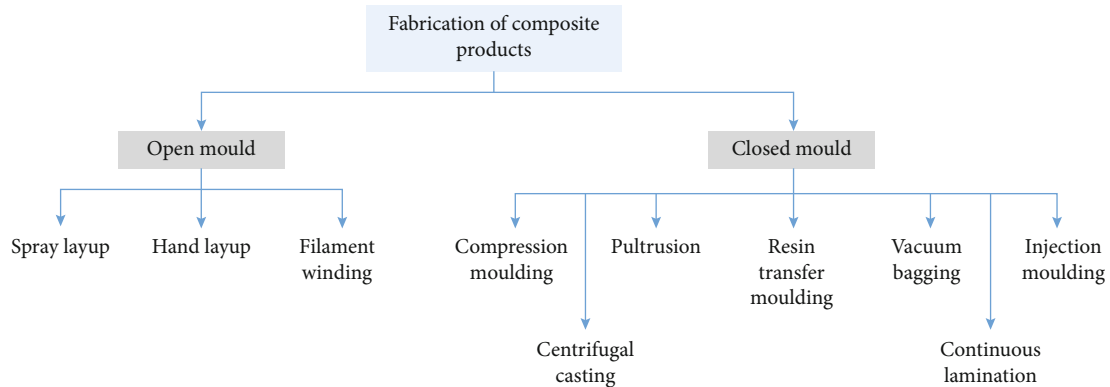 Fabrication of composite
products
Open mould
Closed mould
Spray layup
Hand layup
Filament
winding
Compression
moulding
Pultrusion
Resin
transfer
moulding
Vacuum
bagging
Injection
moulding
Centrifugal
casting
Continuous
lamination